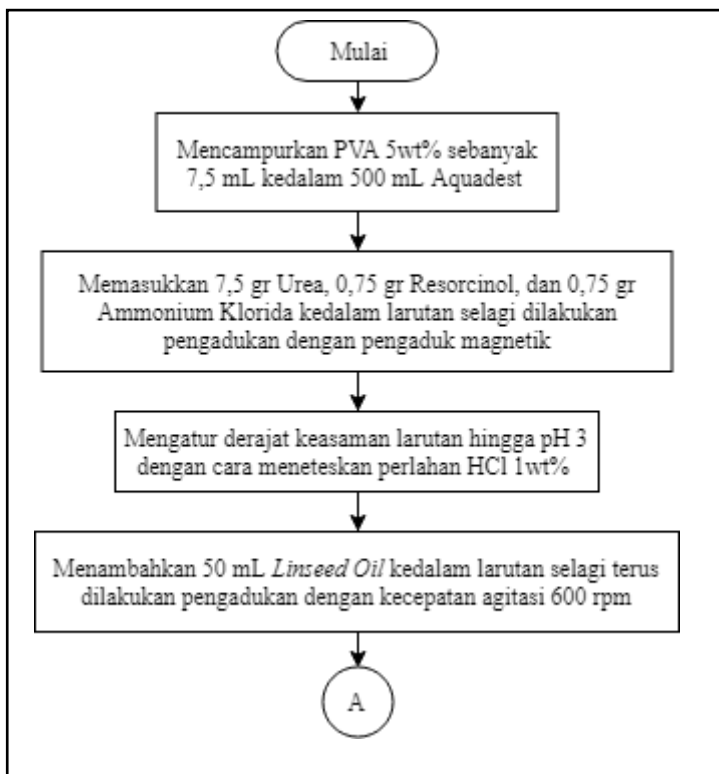 Mulai
Mencampurkan PVA 5wt% sebanyak
7,5 mL kedalam 500 mL Aquadest
Memasukkan 7,5 gr Urea, 0,75 gr Resorcinol, dan 0,75 gr
Ammonium Klorida kedalam larutan selagi dilakukan
pengadukan dengan pengaduk magnetik
Mengatur derajat keasaman larutan hingga pH 3
dengan cara meneteskan perlahan HCl 1wt%
Menambahkan 50 mL Linseed Oil kedalam larutan selagi terus
dilakukan pengadukan dengan kecepatan agitasi 600 rpm
A